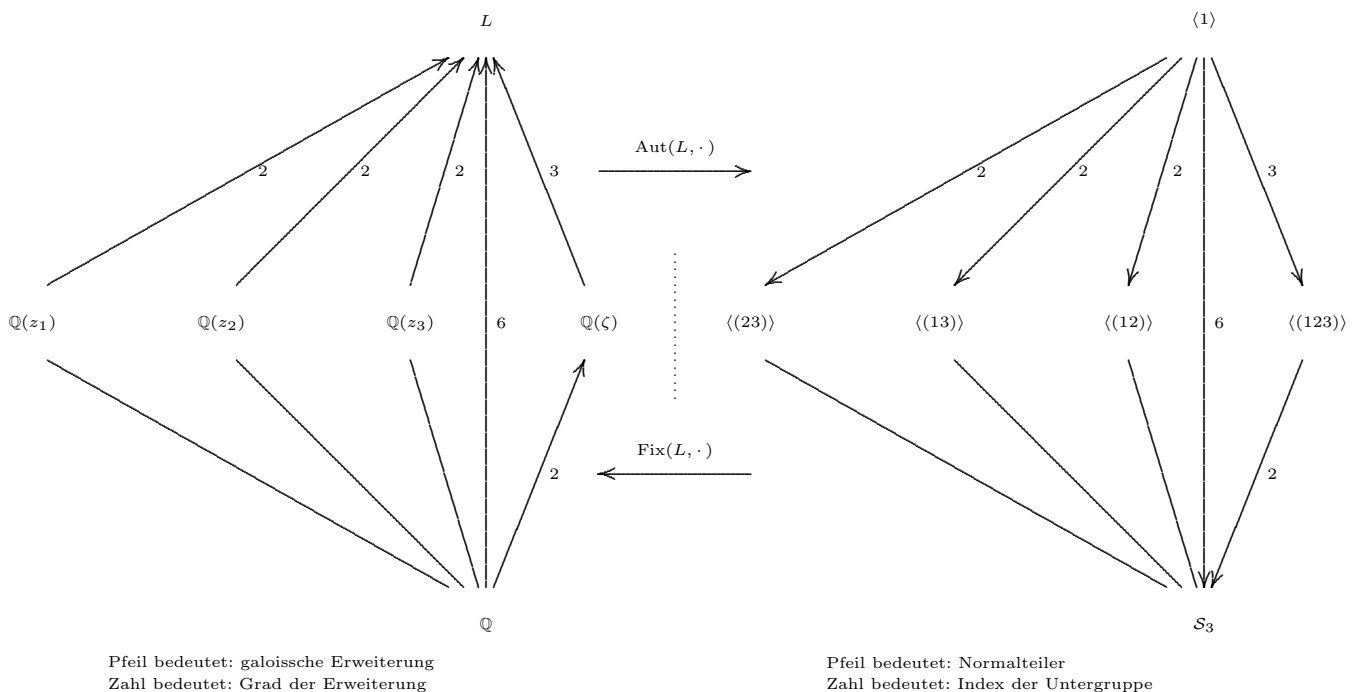 L
⟨1⟩
Aut(L, ·)
2 2 2 3
2 2 2 3
ℚ(z₁) ℚ(z₂) ℚ(z₃) 6 ℚ(ζ)
⟨(23)⟩ ⟨(13)⟩ ⟨(12)⟩ 6 ⟨(123)⟩
Fix(L, ·)
2
2
ℚ
𝒮₃
Pfeil bedeutet: galoissche Erweiterung
Zahl bedeutet: Grad der Erweiterung
Pfeil bedeutet: Normalteiler
Zahl bedeutet: Index der Untergruppe